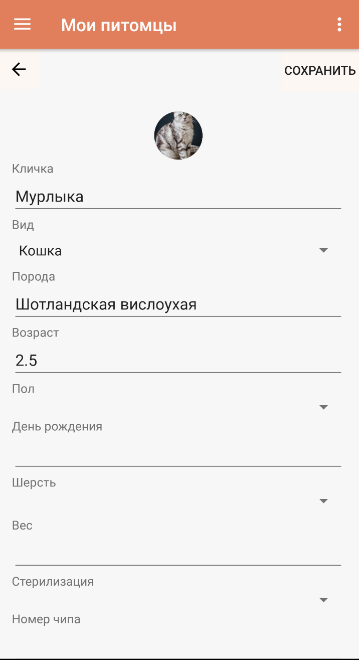 Мои питомцы
СОХРАНИТЬ
Кличка
Мурлыка
Вид
Кошка
Порода
Шотландская вислоухая
Возраст
2.5
Пол
День рождения
Шерсть
Вес
Стерилизация
Номер чипа